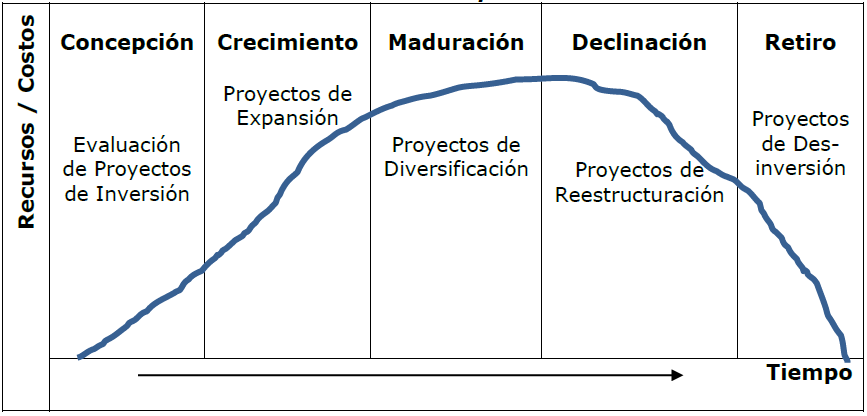 Recursos / Costos
Concepción
Crecimiento
Maduración
Declinación
Retiro
Evaluación
de Proyectos
de Inversión
Proyectos de
Expansión
Proyectos de
Diversificación
Proyectos de
Reestructuración
Proyectos
de Des-
inversión
Tiempo